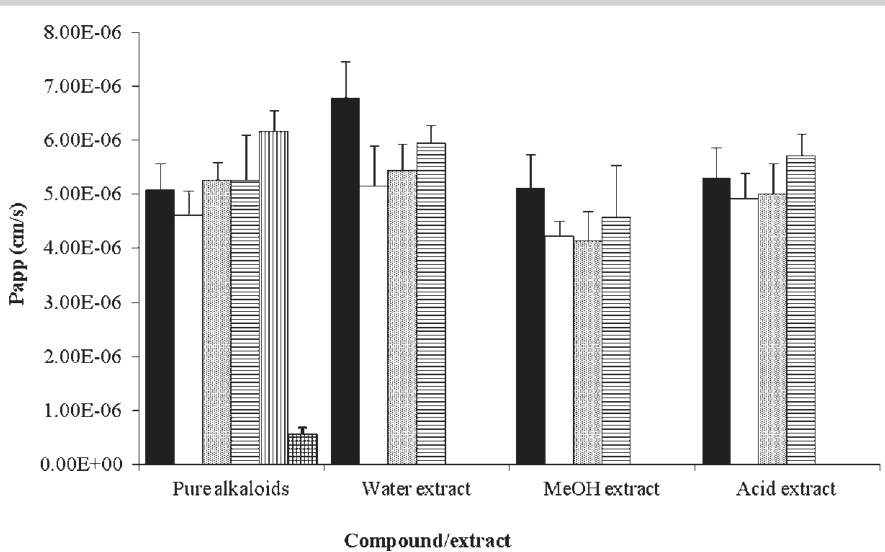 8.00E-06
7.00E-06
6.00E-06
5.00E-06
4.00E-06
3.00E-06
2.00E-06
1.00E-06
0.00E+00
Papp (cm/s)
Pure alkaloids Water extract MeOH extract Acid extract
Compound/extract